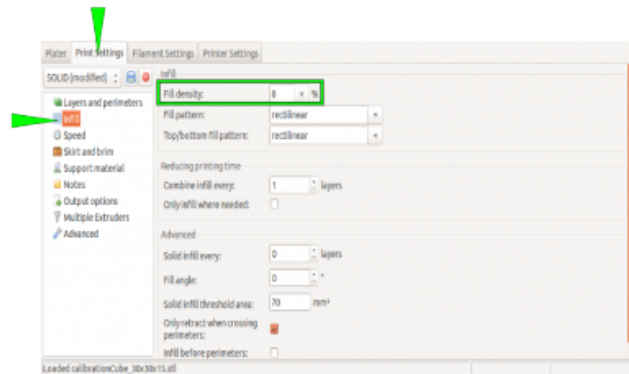 Plater Print Settings Filament Settings Printer Settings
SOLID (modified)
Layers and perimeters
Infill
Speed
Skirt and brim
Support material
Notes
Output options
Multiple Extruders
Advanced
Infill
Fill density: 0 %
Fill pattern: rectilinear
Top/bottom fill pattern: rectilinear
Reducing printing time
Combine infill every: 1 layers
Only infill where needed:
Advanced
Solid infill every: 0 layers
Fill angle: 0 °
Solid infill threshold area: 70 mm²
Only retract when crossing
perimeters:
Infill before perimeters:
Loaded calibrationCube_30x30x15.stl